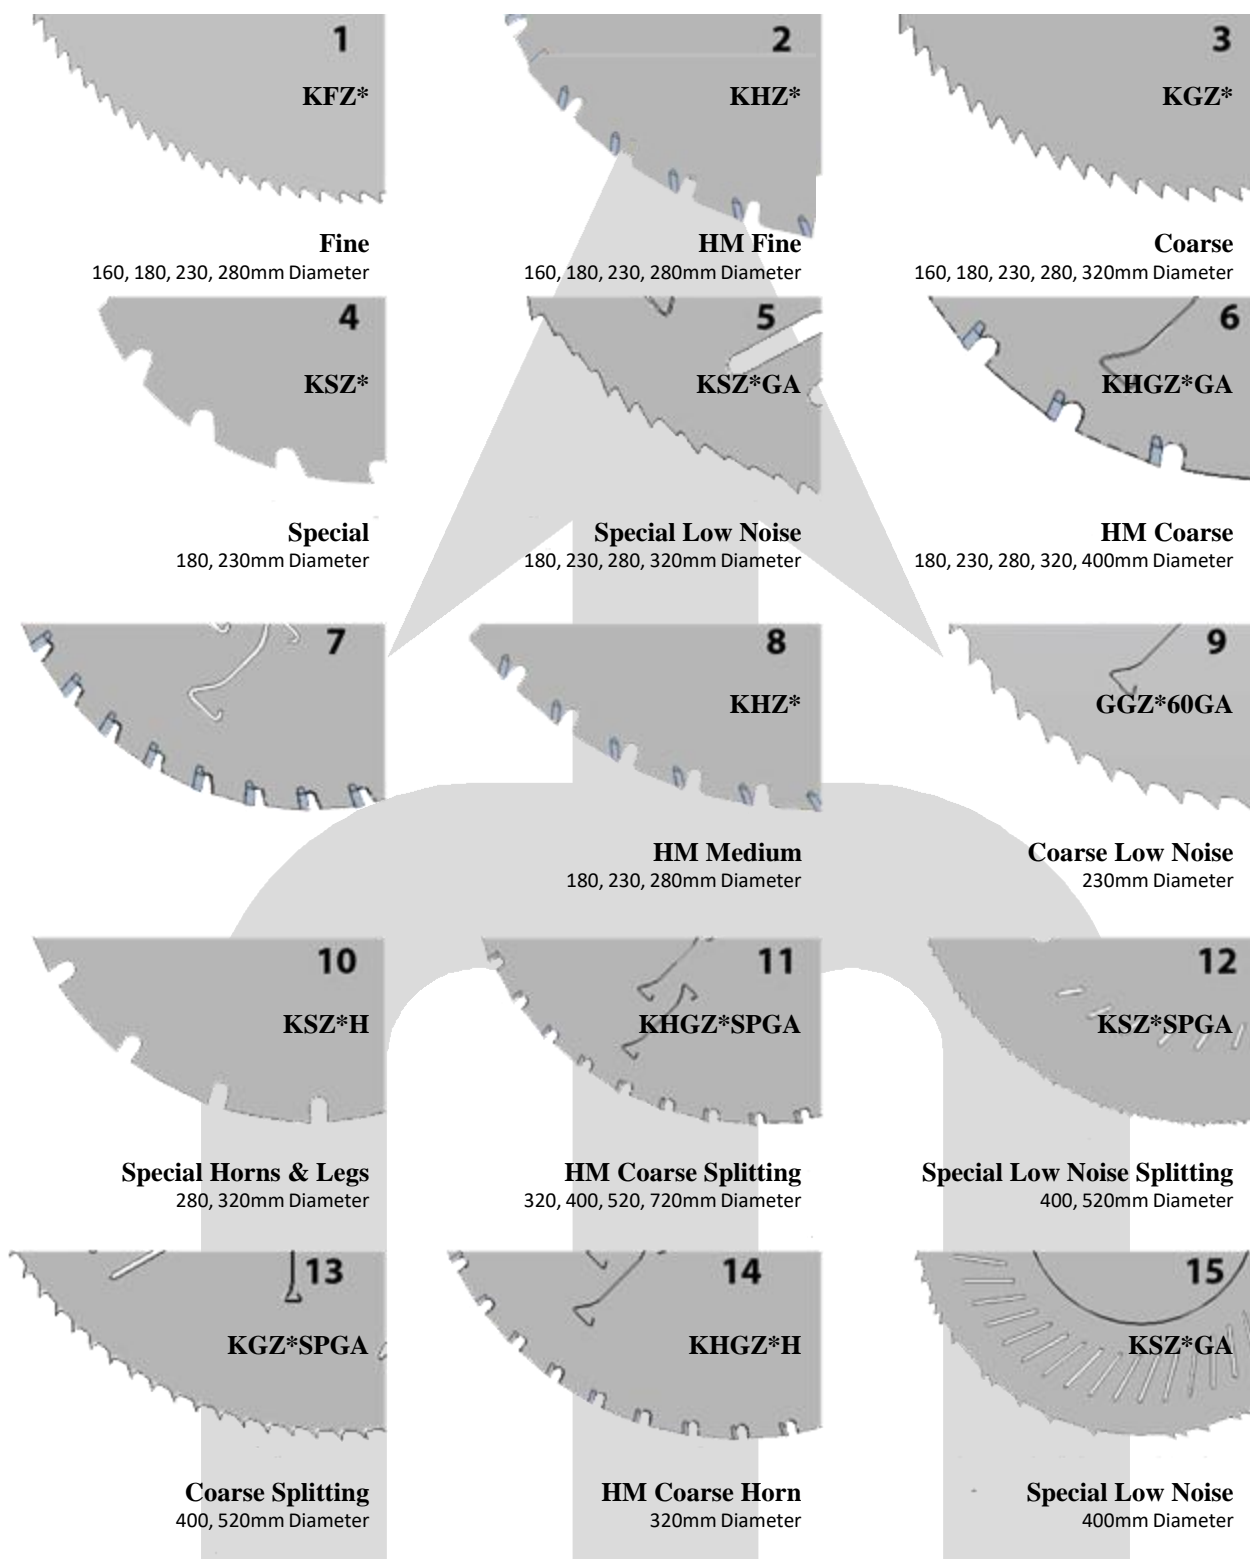 1
KFZ*
Fine
160, 180, 230, 280mm Diameter
2
KHZ*
HM Fine
160, 180, 230, 280mm Diameter
3
KGZ*
Coarse
160, 180, 230, 280, 320mm Diameter
4
KSZ*
Special
180, 230mm Diameter
5
KSZ*GA
Special Low Noise
180, 230, 280, 320mm Diameter
6
KHGZ*GA
HM Coarse
180, 230, 280, 320, 400mm Diameter
7
8
KHZ*
HM Medium
180, 230, 280mm Diameter
9
GGZ*60GA
Coarse Low Noise
230mm Diameter
10
KSZ*H
Special Horns & Legs
280, 320mm Diameter
11
KHGZ*SPGA
HM Coarse Splitting
320, 400, 520, 720mm Diameter
12
KSZ*SPGA
Special Low Noise Splitting
400, 520mm Diameter
13
KGZ*SPGA
Coarse Splitting
400, 520mm Diameter
14
KHGZ*H
HM Coarse Horn
320mm Diameter
15
KSZ*GA
Special Low Noise
400mm Diameter